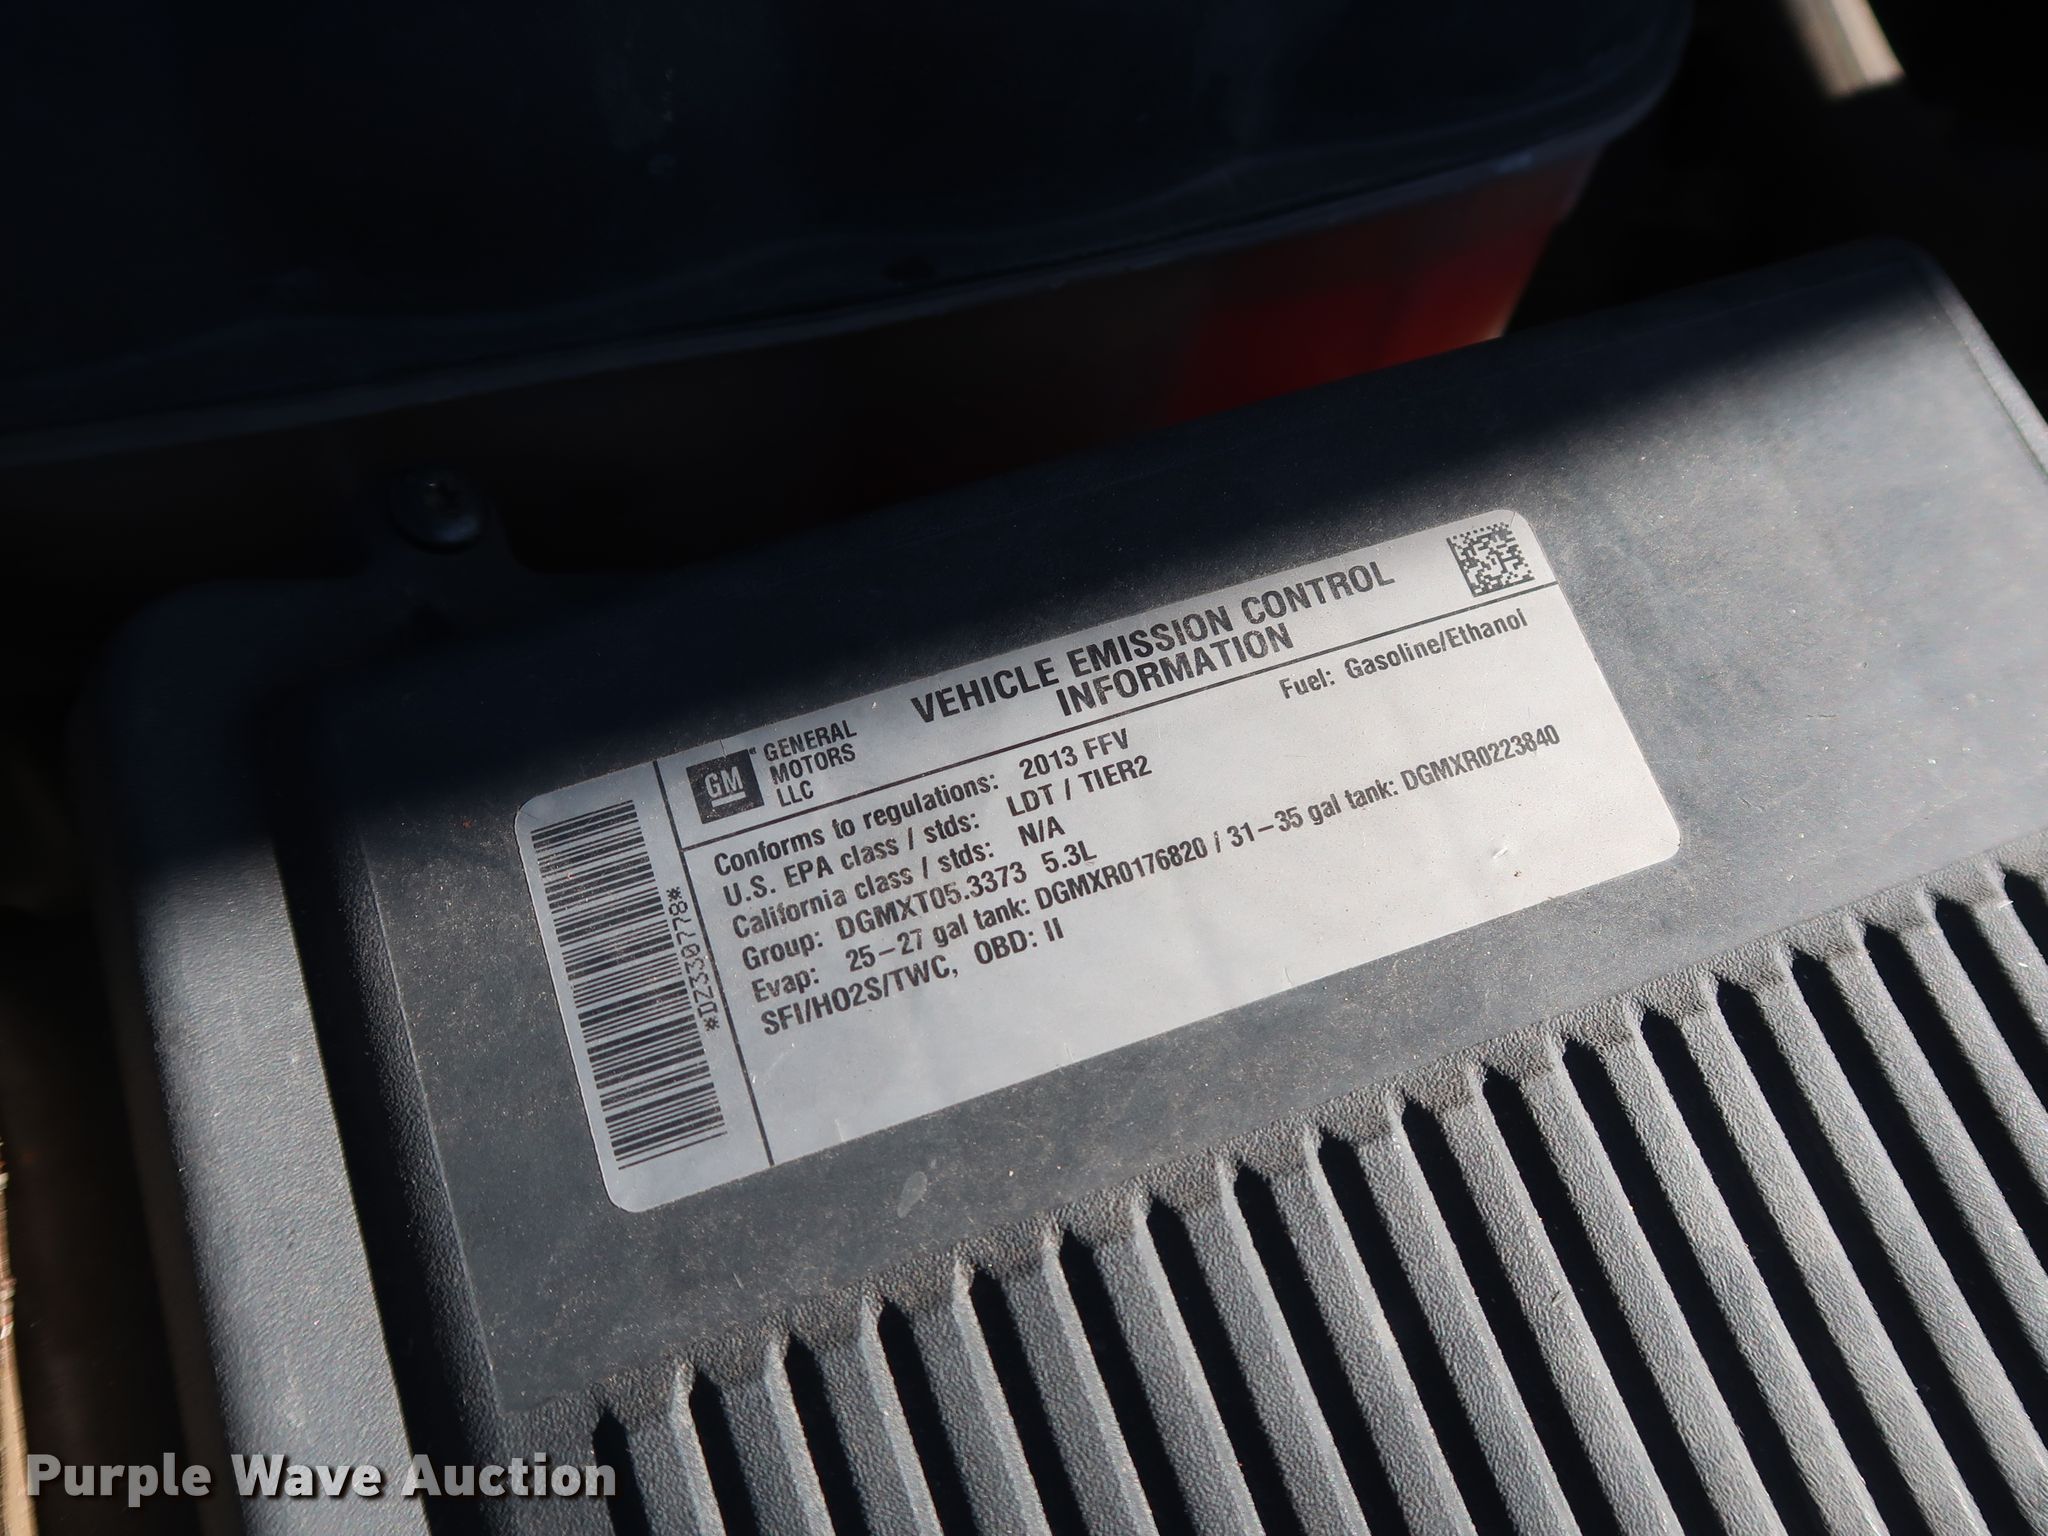 VEHICLE EMISSION CONTROL
INFORMATION
GM
GENERAL
MOTORS
LLC
Fuel: Gasoline/Ethanol
Conforms to regulations: 2013 FFV
U.S. EPA class / stds: LDT / TIER2
California class / stds: N/A
Group: DGMXT05.3373 5.3L
Evap: 25–27 gal tank: DGMXR0176820 / 31–35 gal tank: DGMXR0223840
SFI/HO2S/TWC, OBD: II
*DZ330778*
Purple Wave Auction